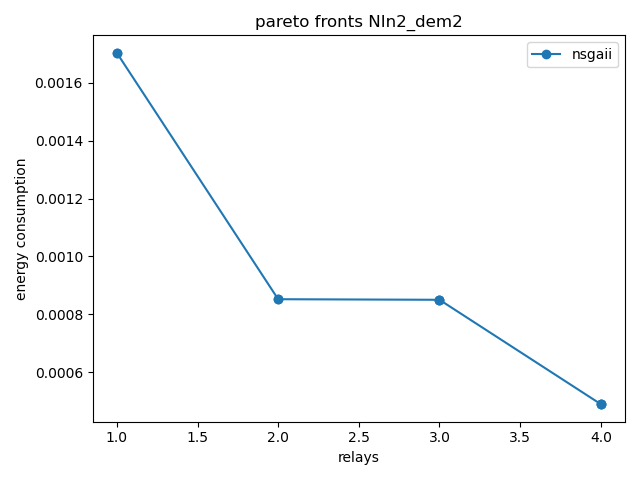 pareto fronts NIn2_dem2
nsgaii
energy consumption
0.0016
0.0014
0.0012
0.0010
0.0008
0.0006
1.0 1.5 2.0 2.5 3.0 3.5 4.0
relays